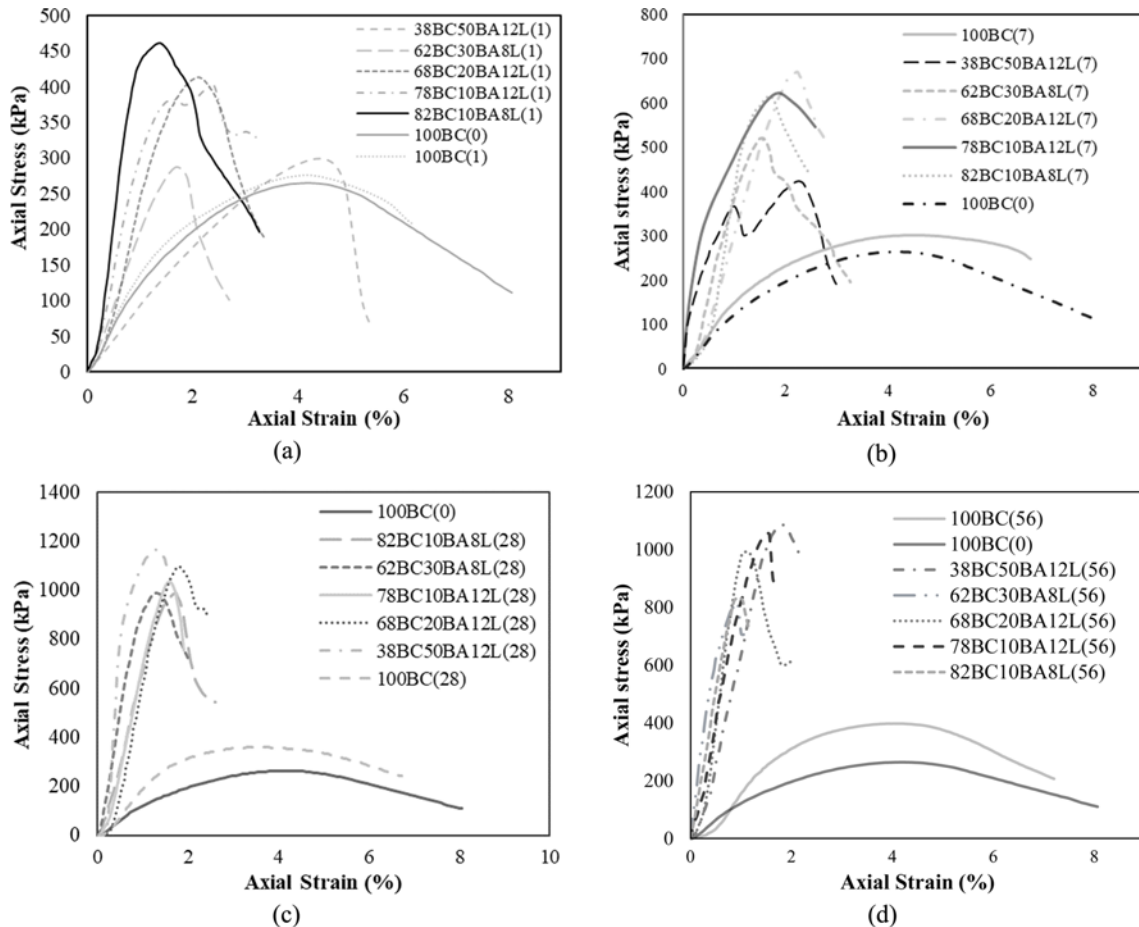 (a)
Axial Stress (kPa)
500
450
400
350
300
250
200
150
100
50
0
0 2 4 6 8
Axial Strain (%)
38BC50BA12L(1)
62BC30BA8L(1)
68BC20BA12L(1)
78BC10BA12L(1)
82BC10BA8L(1)
100BC(0)
100BC(1)
(a)
Axial stress (kPa)
800
700
600
500
400
300
200
100
0
0 2 4 6 8
Axial Strain (%)
100BC(7)
38BC50BA12L(7)
62BC30BA8L(7)
68BC20BA12L(7)
78BC10BA12L(7)
82BC10BA8L(7)
100BC(0)
(b)
Axial Stress (kPa)
1400
1200
1000
800
600
400
200
0
0 2 4 6 8 10
Axial Strain (%)
100BC(0)
82BC10BA8L(28)
62BC30BA8L(28)
78BC10BA12L(28)
68BC20BA12L(28)
38BC50BA12L(28)
100BC(28)
(c)
Axial stress (kPa)
1200
1000
800
600
400
200
0
0 2 4 6 8
Axial Strain (%)
100BC(56)
100BC(0)
38BC50BA12L(56)
62BC30BA8L(56)
68BC20BA12L(56)
78BC10BA12L(56)
82BC10BA8L(56)
(d)